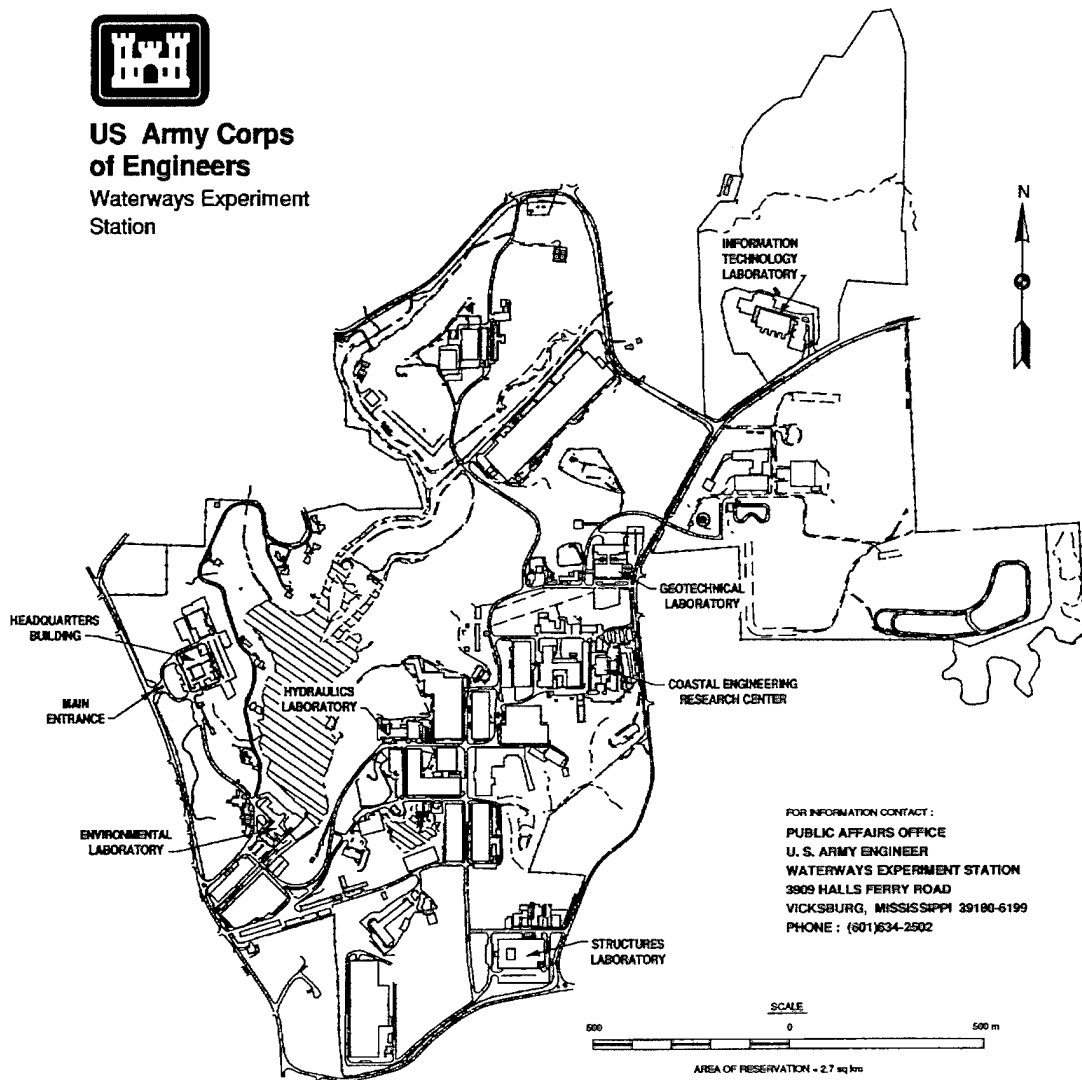 US Army Corps
of Engineers
Waterways Experiment
Station
N
INFORMATION
TECHNOLOGY
LABORATORY
GEOTECHNICAL
LABORATORY
HEADQUARTERS
BUILDING
MAIN
ENTRANCE
HYDRAULICS
LABORATORY
COASTAL ENGINEERING
RESEARCH CENTER
ENVIRONMENTAL
LABORATORY
STRUCTURES
LABORATORY
FOR INFORMATION CONTACT :
PUBLIC AFFAIRS OFFICE
U. S. ARMY ENGINEER
WATERWAYS EXPERIMENT STATION
3909 HALLS FERRY ROAD
VICKSBURG, MISSISSIPPI 39180-6199
PHONE : (601)634-2502
SCALE
500 0 500 m
AREA OF RESERVATION = 2.7 sq km